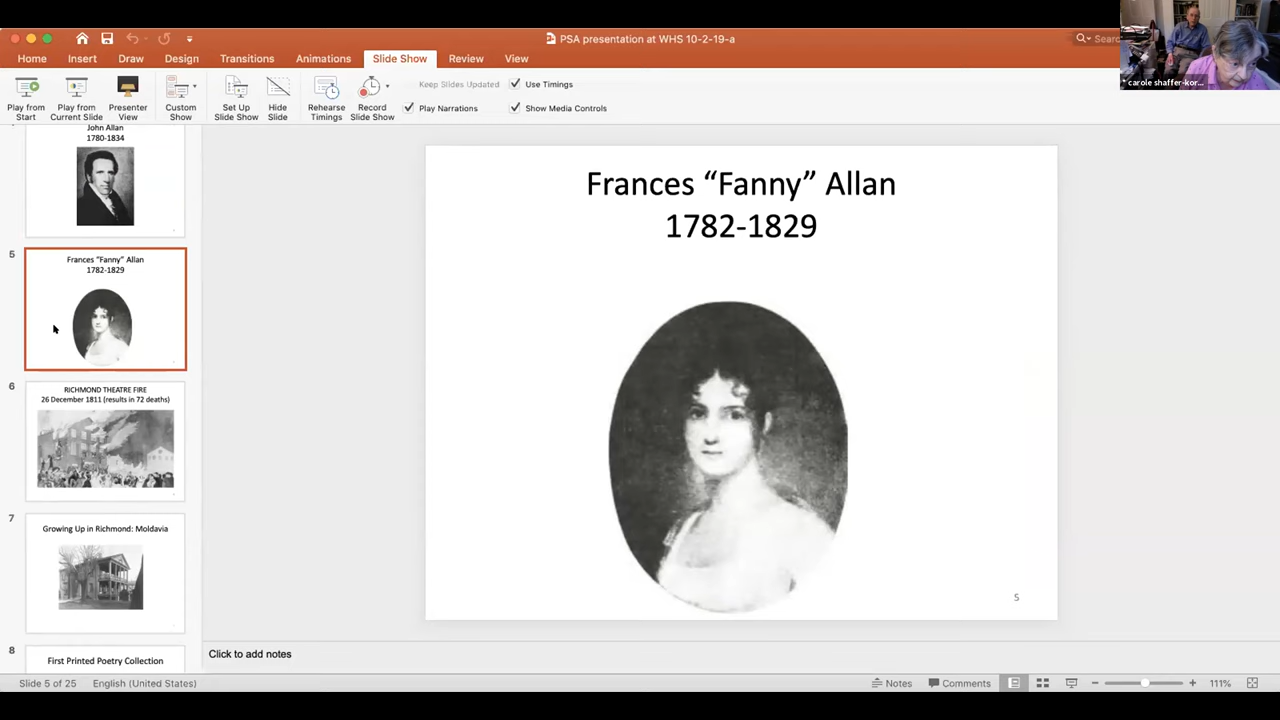 PSA presentation at WHS 10-2-19-a
Home Insert Draw Design Transitions Animations Slide Show Review View
Play from Start
Play from Current Slide
Presenter View
Custom Show
Set Up Slide Show
Hide Slide
Rehearse Timings
Record Slide Show
Keep Slides Updated
Use Timings
Play Narrations
Show Media Controls
carole shaffer-kor...
John Allan
1780-1834
5
Frances “Fanny” Allan
1782-1829
6
RICHMOND THEATRE FIRE
26 December 1811 (results in 72 deaths)
7
Growing Up in Richmond: Moldavia
8
First Printed Poetry Collection
Frances “Fanny” Allan
1782-1829
5
Click to add notes
Slide 5 of 25 English (United States) Notes Comments 111%